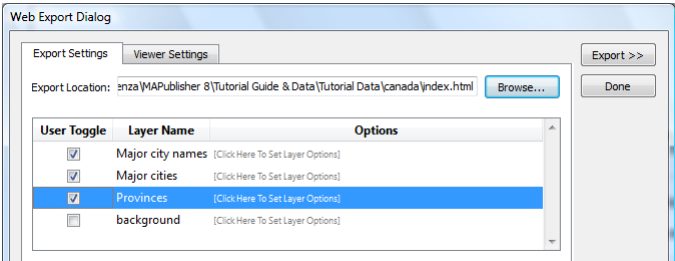 Web Export Dialog
Export Settings Viewer Settings Export >>
Export Location: enza\MAPublisher 8\Tutorial Guide & Data\Tutorial Data\canada\index.html Browse... Done
User Toggle Layer Name Options
Major city names [Click Here To Set Layer Options]
Major cities [Click Here To Set Layer Options]
Provinces [Click Here To Set Layer Options]
background [Click Here To Set Layer Options]